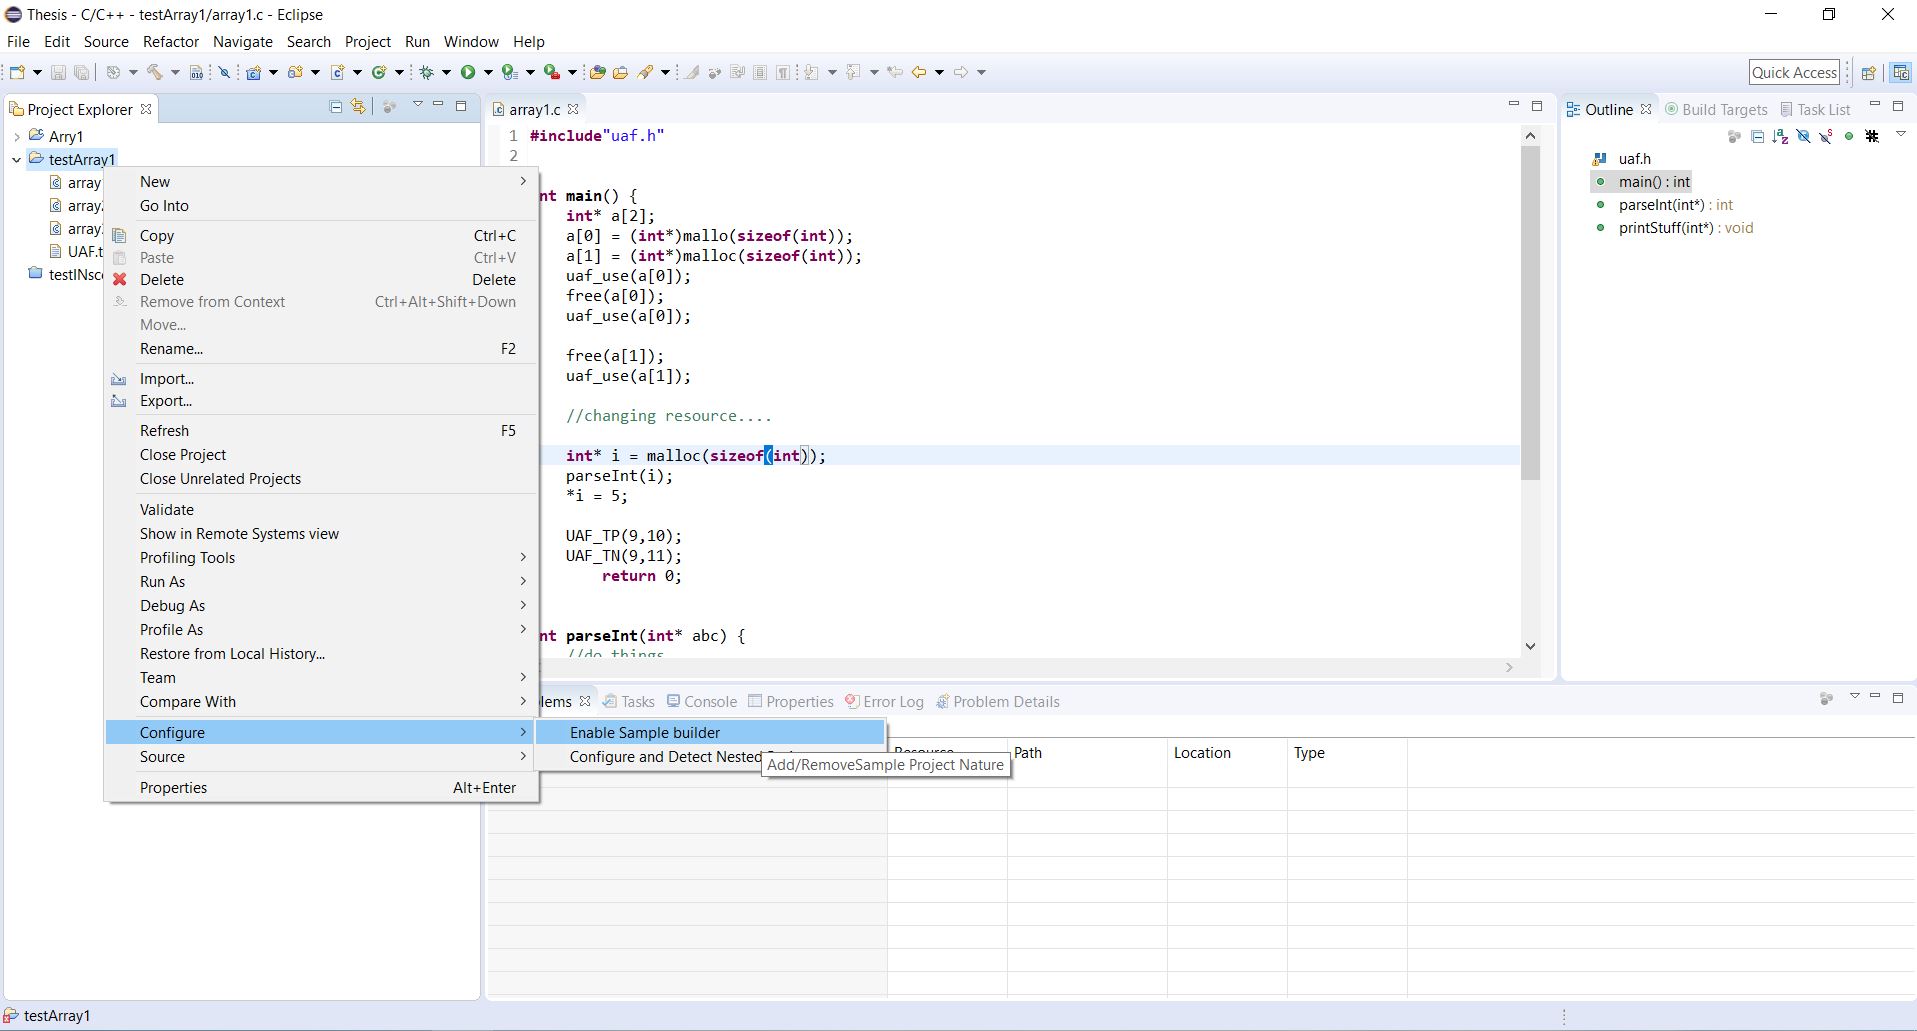 Thesis - C/C++ - testArray1/array1.c - Eclipse
File Edit Source Refactor Navigate Search Project Run Window Help
Quick Access
Project Explorer
Arry1
testArray1
array
array
array
UAF.t
testINsc
New
Go Into
Copy Ctrl+C
Paste Ctrl+V
Delete Delete
Remove from Context Ctrl+Alt+Shift+Down
Move...
Rename... F2
Import...
Export...
Refresh F5
Close Project
Close Unrelated Projects
Validate
Show in Remote Systems view
Profiling Tools
Run As
Debug As
Profile As
Restore from Local History...
Team
Compare With
Configure
Source
Properties Alt+Enter
Enable Sample builder
Configure and Detect Nested
Add/RemoveSample Project Nature
array1.c
1 #include"uaf.h"
2
nt main() {
int* a[2];
a[0] = (int*)mallo(sizeof(int));
a[1] = (int*)malloc(sizeof(int));
uaf_use(a[0]);
free(a[0]);
uaf_use(a[0]);
free(a[1]);
uaf_use(a[1]);
//changing resource....
int* i = malloc(sizeof(int));
parseInt(i);
*i = 5;
UAF_TP(9,10);
UAF_TN(9,11);
return 0;
nt parseInt(int* abc) {
//do things
Outline Build Targets Task List
uaf.h
main() : int
parseInt(int*) : int
printStuff(int*) : void
lems Tasks Console Properties Error Log Problem Details
Resource Path Location Type
testArray1